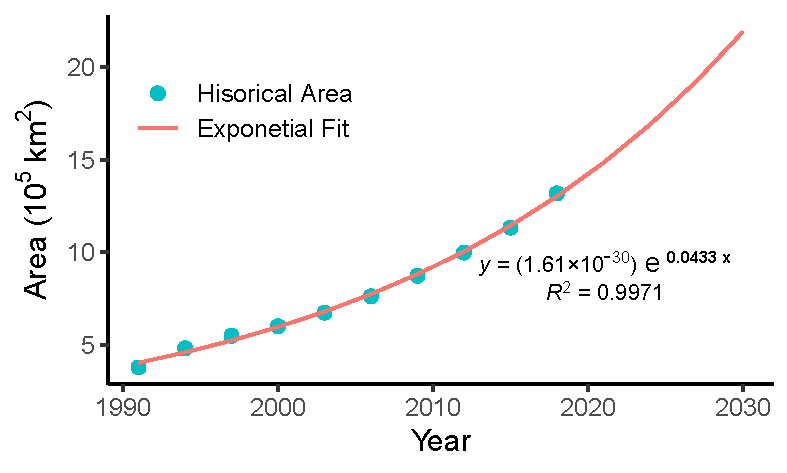 Area (10⁵ km²)
20
15
10
5
Hisorical Area
Exponetial Fit
y = (1.61×10⁻³⁰) e ⁰·⁰⁴³³ ˣ
R² = 0.9971
1990 2000 2010 2020 2030
Year